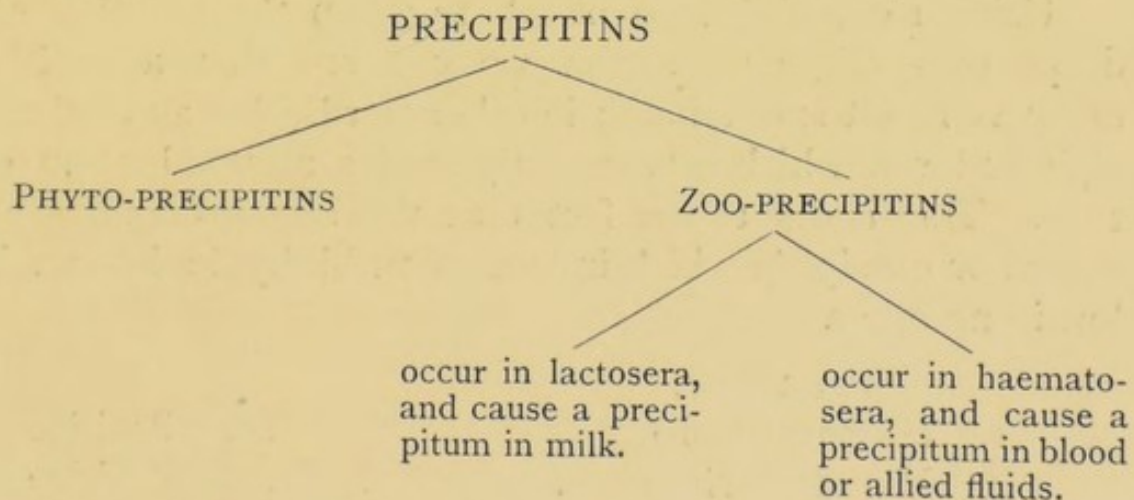 PRECIPITINS
PHYTO-PRECIPITINS
ZOO-PRECIPITINS
occur in lactosera,
and cause a preci-
pitum in milk.
occur in haemato-
sera, and cause a
precipitum in blood
or allied fluids.